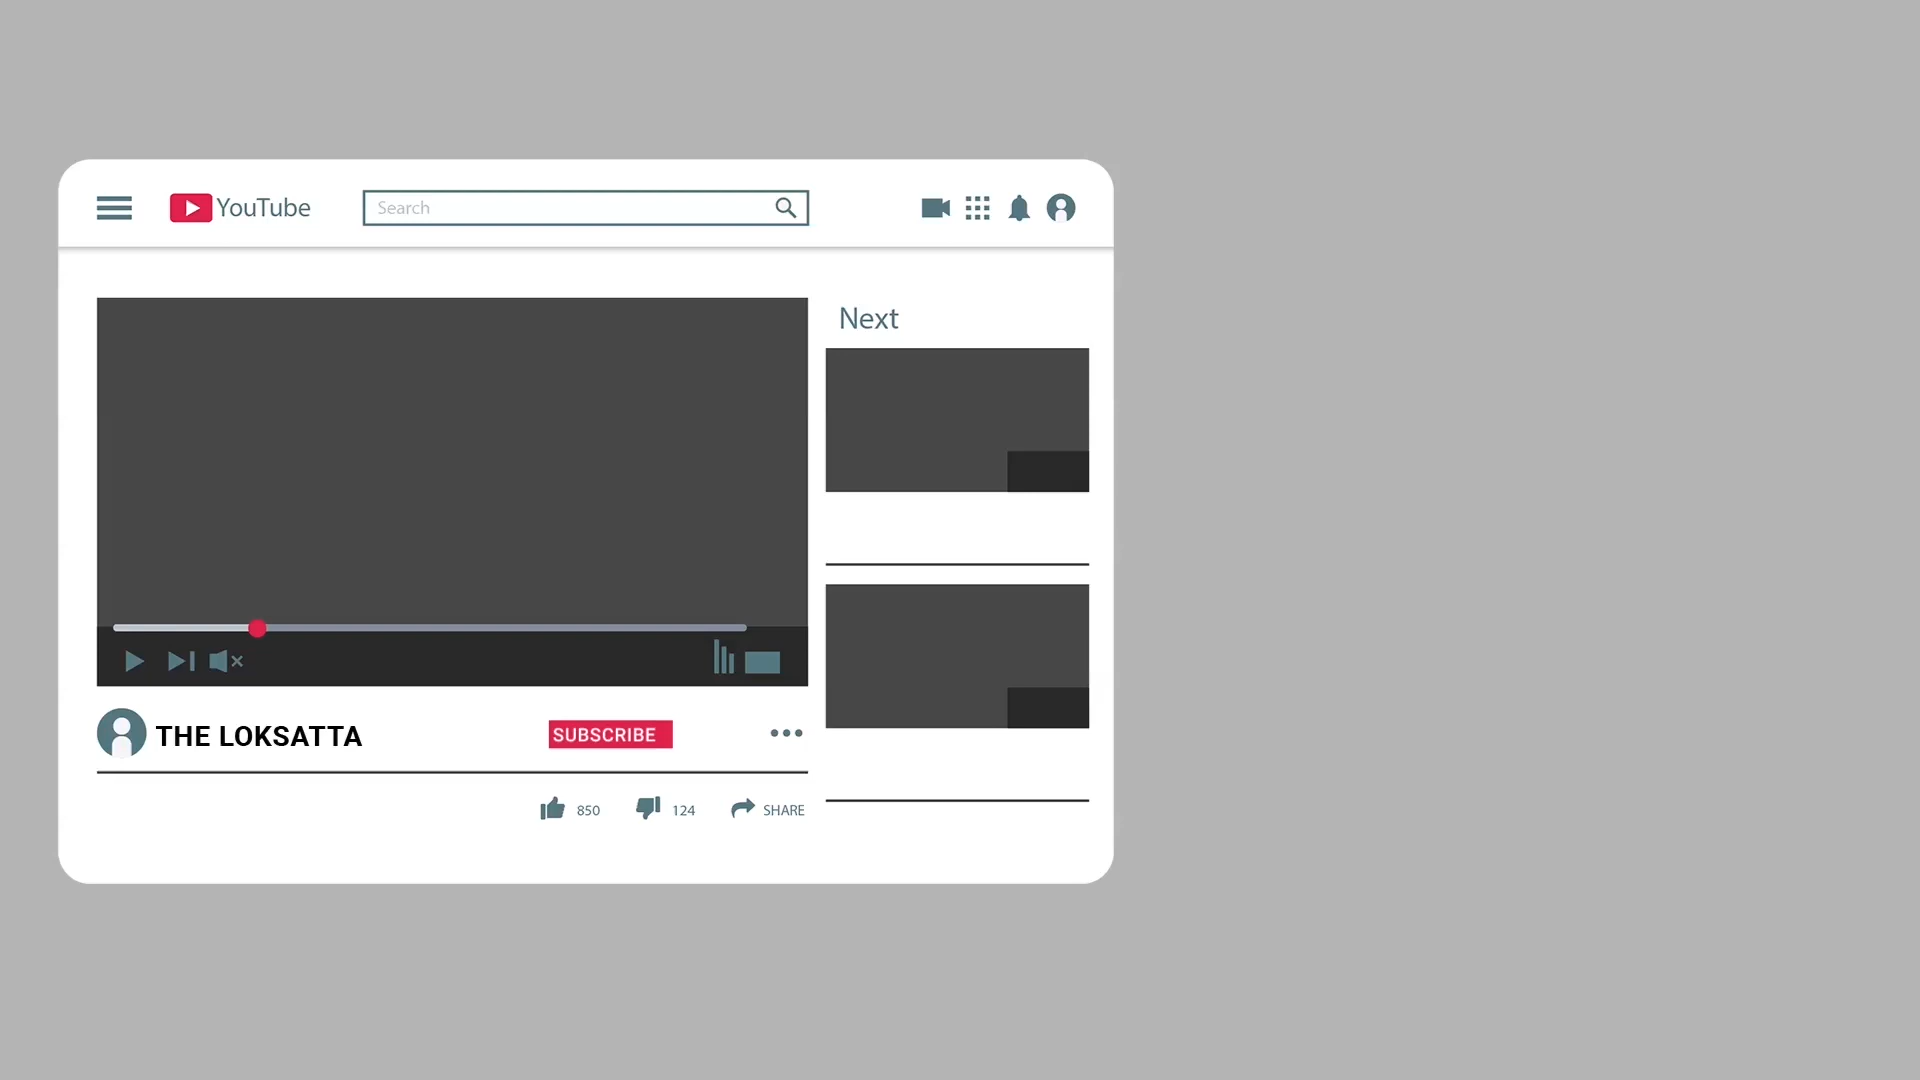 YouTube
Search
Next
THE LOKSATTA
SUBSCRIBE
850
124
SHARE